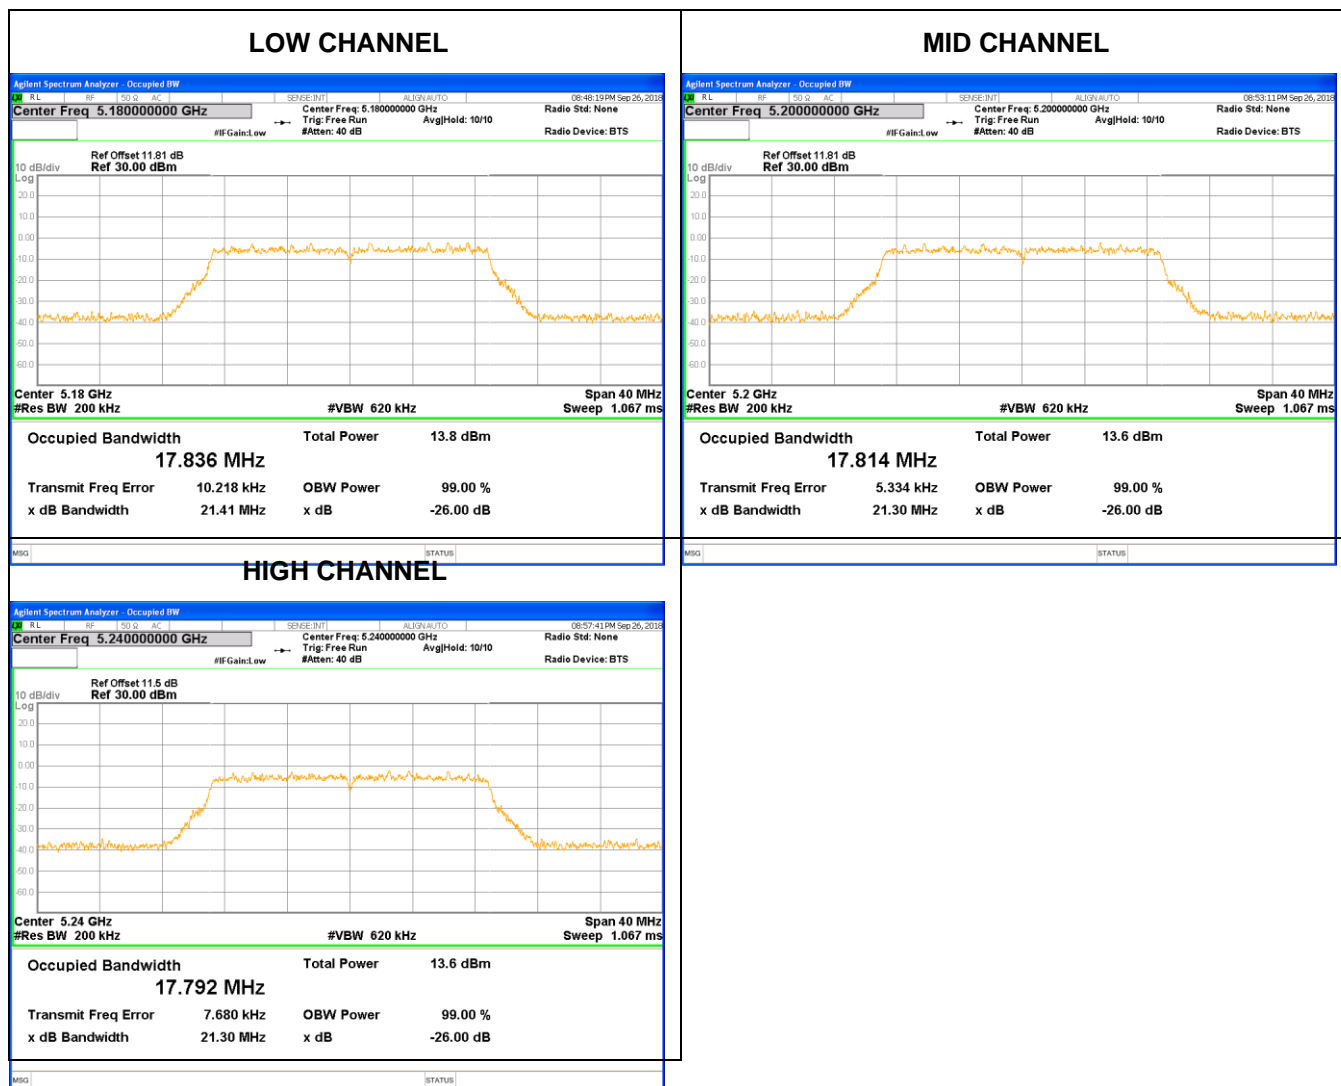 LOW CHANNEL
Agilent Spectrum Analyzer - Occupied BW
RL RF 50 Ω AC SENSE:INT ALIGN AUTO 08:48:19 PM Sep 26, 2018
Center Freq 5.180000000 GHz Center Freq: 5.180000000 GHz Radio Std: None
Trig: Free Run Avg|Hold: 10/10
#IFGain:Low #Atten: 40 dB Radio Device: BTS
Ref Offset 11.81 dB
10 dB/div Ref 30.00 dBm
Log
20.0
10.0
0.00
-10.0
-20.0
-30.0
-40.0
-50.0
-60.0
Center 5.18 GHz Span 40 MHz
#Res BW 200 kHz #VBW 620 kHz Sweep 1.067 ms
Occupied Bandwidth Total Power 13.8 dBm
17.836 MHz
Transmit Freq Error 10.218 kHz OBW Power 99.00 %
x dB Bandwidth 21.41 MHz x dB -26.00 dB
MSG STATUS
MID CHANNEL
Agilent Spectrum Analyzer - Occupied BW
RL RF 50 Ω AC SENSE:INT ALIGN AUTO 08:53:11 PM Sep 26, 2018
Center Freq 5.200000000 GHz Center Freq: 5.200000000 GHz Radio Std: None
Trig: Free Run Avg|Hold: 10/10
#IFGain:Low #Atten: 40 dB Radio Device: BTS
Ref Offset 11.81 dB
10 dB/div Ref 30.00 dBm
Log
20.0
10.0
0.00
-10.0
-20.0
-30.0
-40.0
-50.0
-60.0
Center 5.2 GHz Span 40 MHz
#Res BW 200 kHz #VBW 620 kHz Sweep 1.067 ms
Occupied Bandwidth Total Power 13.6 dBm
17.814 MHz
Transmit Freq Error 5.334 kHz OBW Power 99.00 %
x dB Bandwidth 21.30 MHz x dB -26.00 dB
MSG STATUS
HIGH CHANNEL
Agilent Spectrum Analyzer - Occupied BW
RL RF 50 Ω AC SENSE:INT ALIGN AUTO 08:57:41 PM Sep 26, 2018
Center Freq 5.240000000 GHz Center Freq: 5.240000000 GHz Radio Std: None
Trig: Free Run Avg|Hold: 10/10
#IFGain:Low #Atten: 40 dB Radio Device: BTS
Ref Offset 11.5 dB
10 dB/div Ref 30.00 dBm
Log
20.0
10.0
0.00
-10.0
-20.0
-30.0
-40.0
-50.0
-60.0
Center 5.24 GHz Span 40 MHz
#Res BW 200 kHz #VBW 620 kHz Sweep 1.067 ms
Occupied Bandwidth Total Power 13.6 dBm
17.792 MHz
Transmit Freq Error 7.680 kHz OBW Power 99.00 %
x dB Bandwidth 21.30 MHz x dB -26.00 dB
MSG STATUS